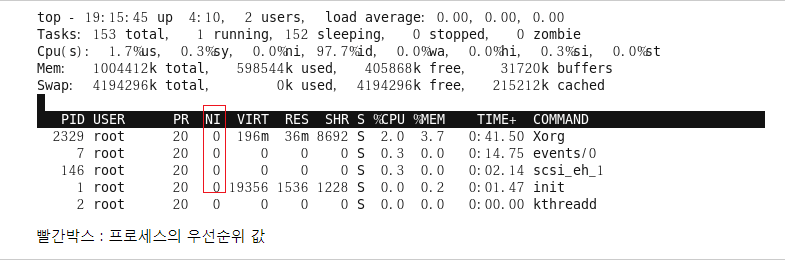 top - 19:15:45 up  4:10,  2 users,  load average: 0.00, 0.00, 0.00
Tasks: 153 total,   1 running, 152 sleeping,   0 stopped,   0 zombie
Cpu(s):  1.7%us,  0.3%sy,  0.0%ni, 97.7%id,  0.0%wa,  0.0%hi,  0.3%si,  0.0%st
Mem:   1004412k total,   598544k used,   405868k free,    31720k buffers
Swap:  4194296k total,        0k used,  4194296k free,   215212k cached
PID USER      PR  NI  VIRT  RES  SHR S %CPU %MEM    TIME+  COMMAND
2329 root      20   0  196m  36m 8692 S  2.0  3.7   0:41.50 Xorg
7 root      20   0     0    0    0 S  0.3  0.0   0:14.75 events/0
146 root      20   0     0    0    0 S  0.3  0.0   0:02.14 scsi_eh_1
1 root      20   0 19356 1536 1228 S  0.0  0.2   0:01.47 init
2 root      20   0     0    0    0 S  0.0  0.0   0:00.00 kthreadd
빨간박스 : 프로세스의 우선순위 값